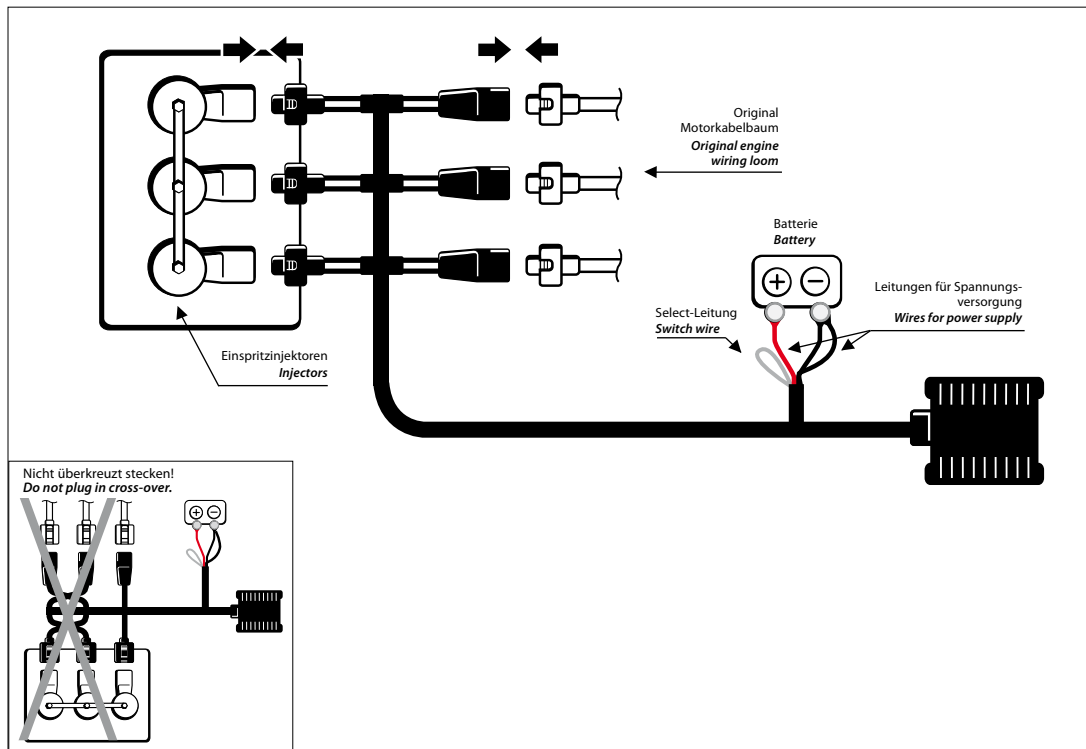 Original
Motorkabelbaum
Original engine
wiring loom
Batterie
Battery
Leitungen für Spannungs-
versorgung
Wires for power supply
Select-Leitung
Switch wire
Einspritzinjektoren
Injectors
Nicht überkreuzt stecken!
Do not plug in cross-over.